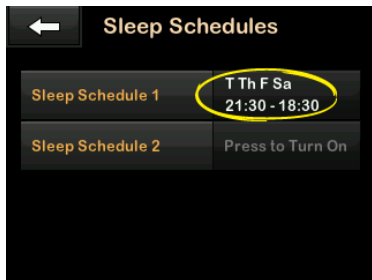 Sleep Schedules
Sleep Schedule 1
T Th F Sa
21:30 - 18:30
Sleep Schedule 2
Press to Turn On